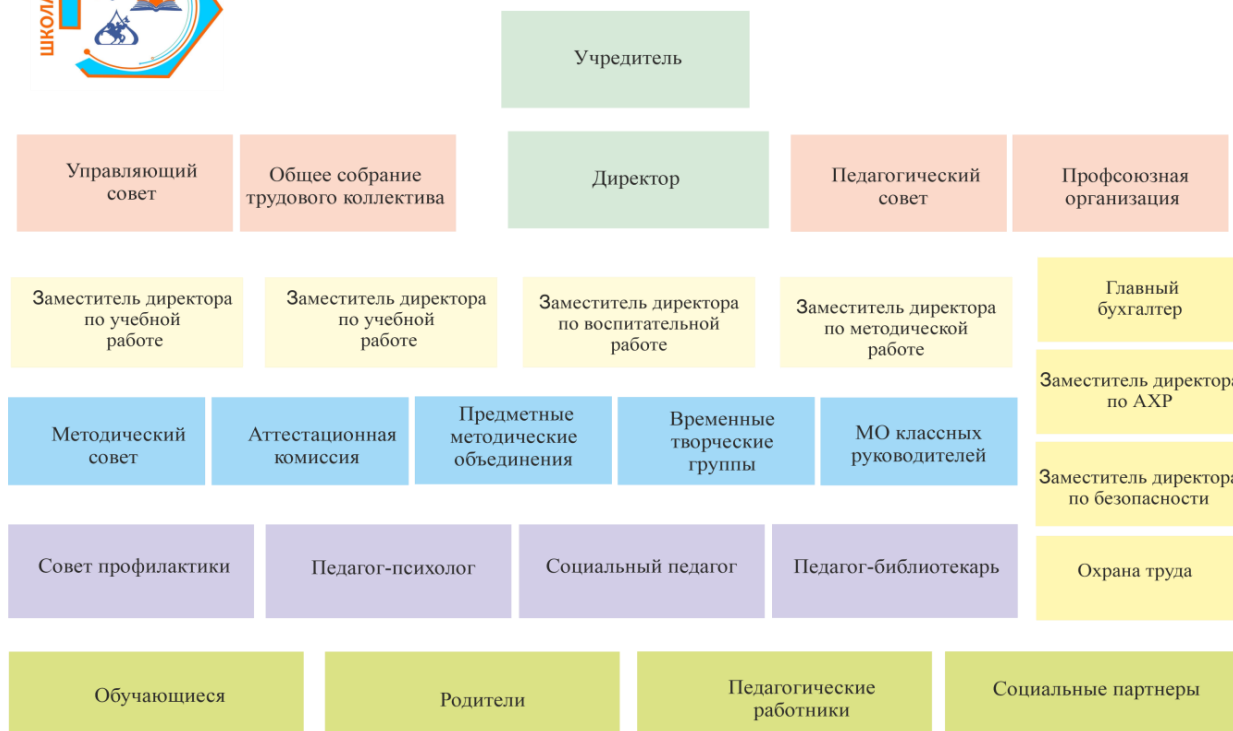 ШКОЛА
Учредитель
Управляющий
совет
Общее собрание
трудового коллектива
Директор
Педагогический
совет
Профсоюзная
организация
Заместитель директора
по учебной
работе
Заместитель директора
по учебной
работе
Заместитель директора
по воспитательной
работе
Заместитель директора
по методической
работе
Главный
бухгалтер
Заместитель директора
по АХР
Заместитель директора
по безопасности
Охрана труда
Методический
совет
Аттестационная
комиссия
Предметные
методические
объединения
Временные
творческие
группы
МО классных
руководителей
Совет профилактики
Педагог-психолог
Социальный педагог
Педагог-библиотекарь
Обучающиеся
Родители
Педагогические
работники
Социальные партнеры